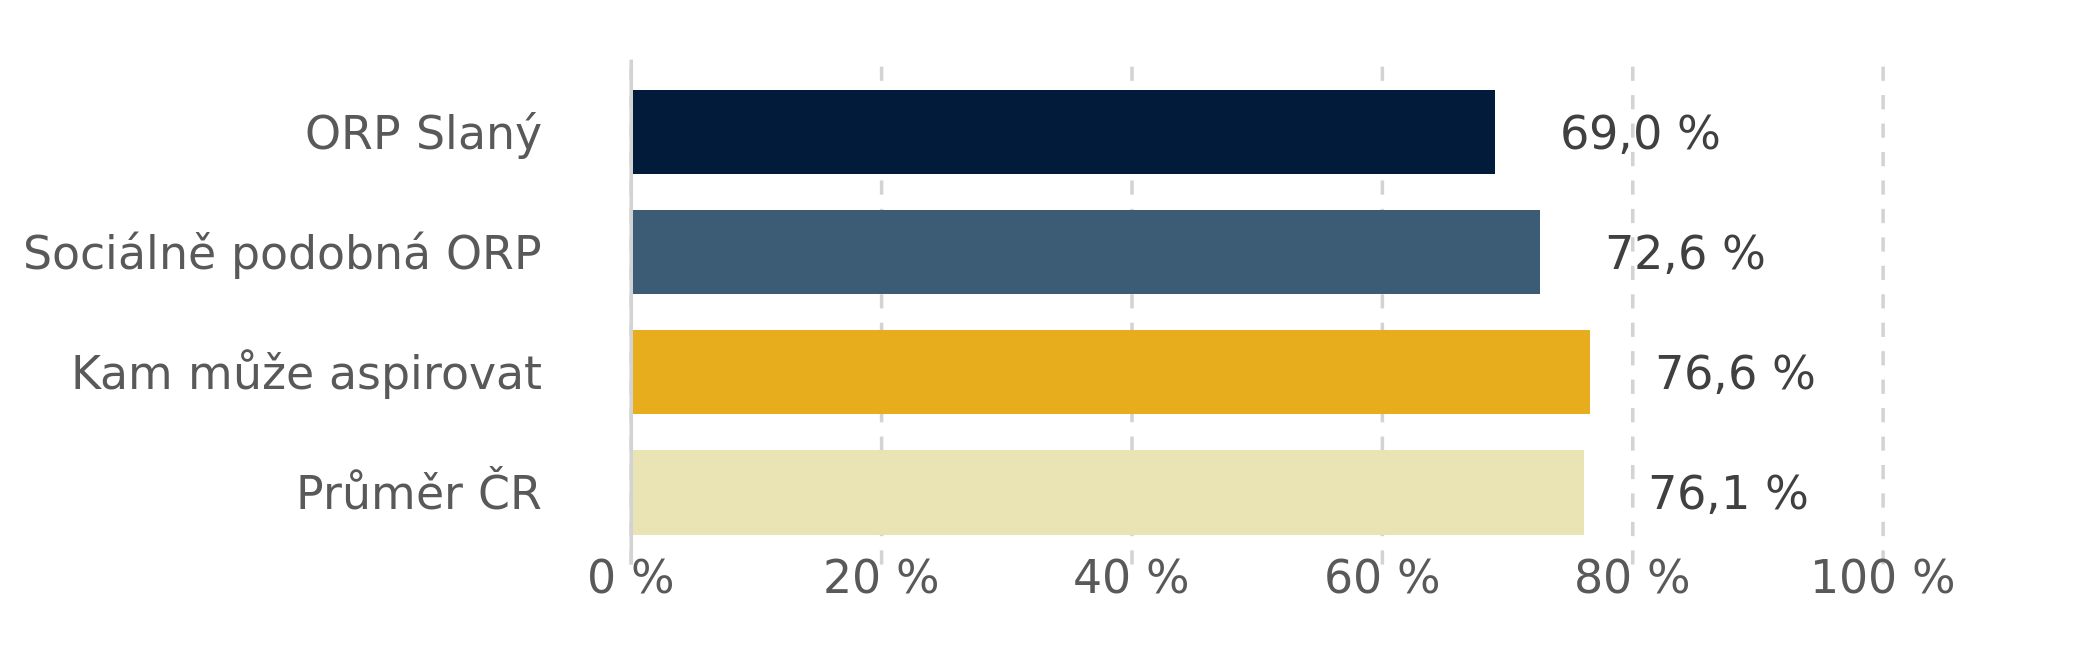 ORP Slaný 69,0 %
Sociálně podobná ORP 72,6 %
Kam může aspirovat 76,6 %
Průměr ČR 76,1 %
0 % 20 % 40 % 60 % 80 % 100 %